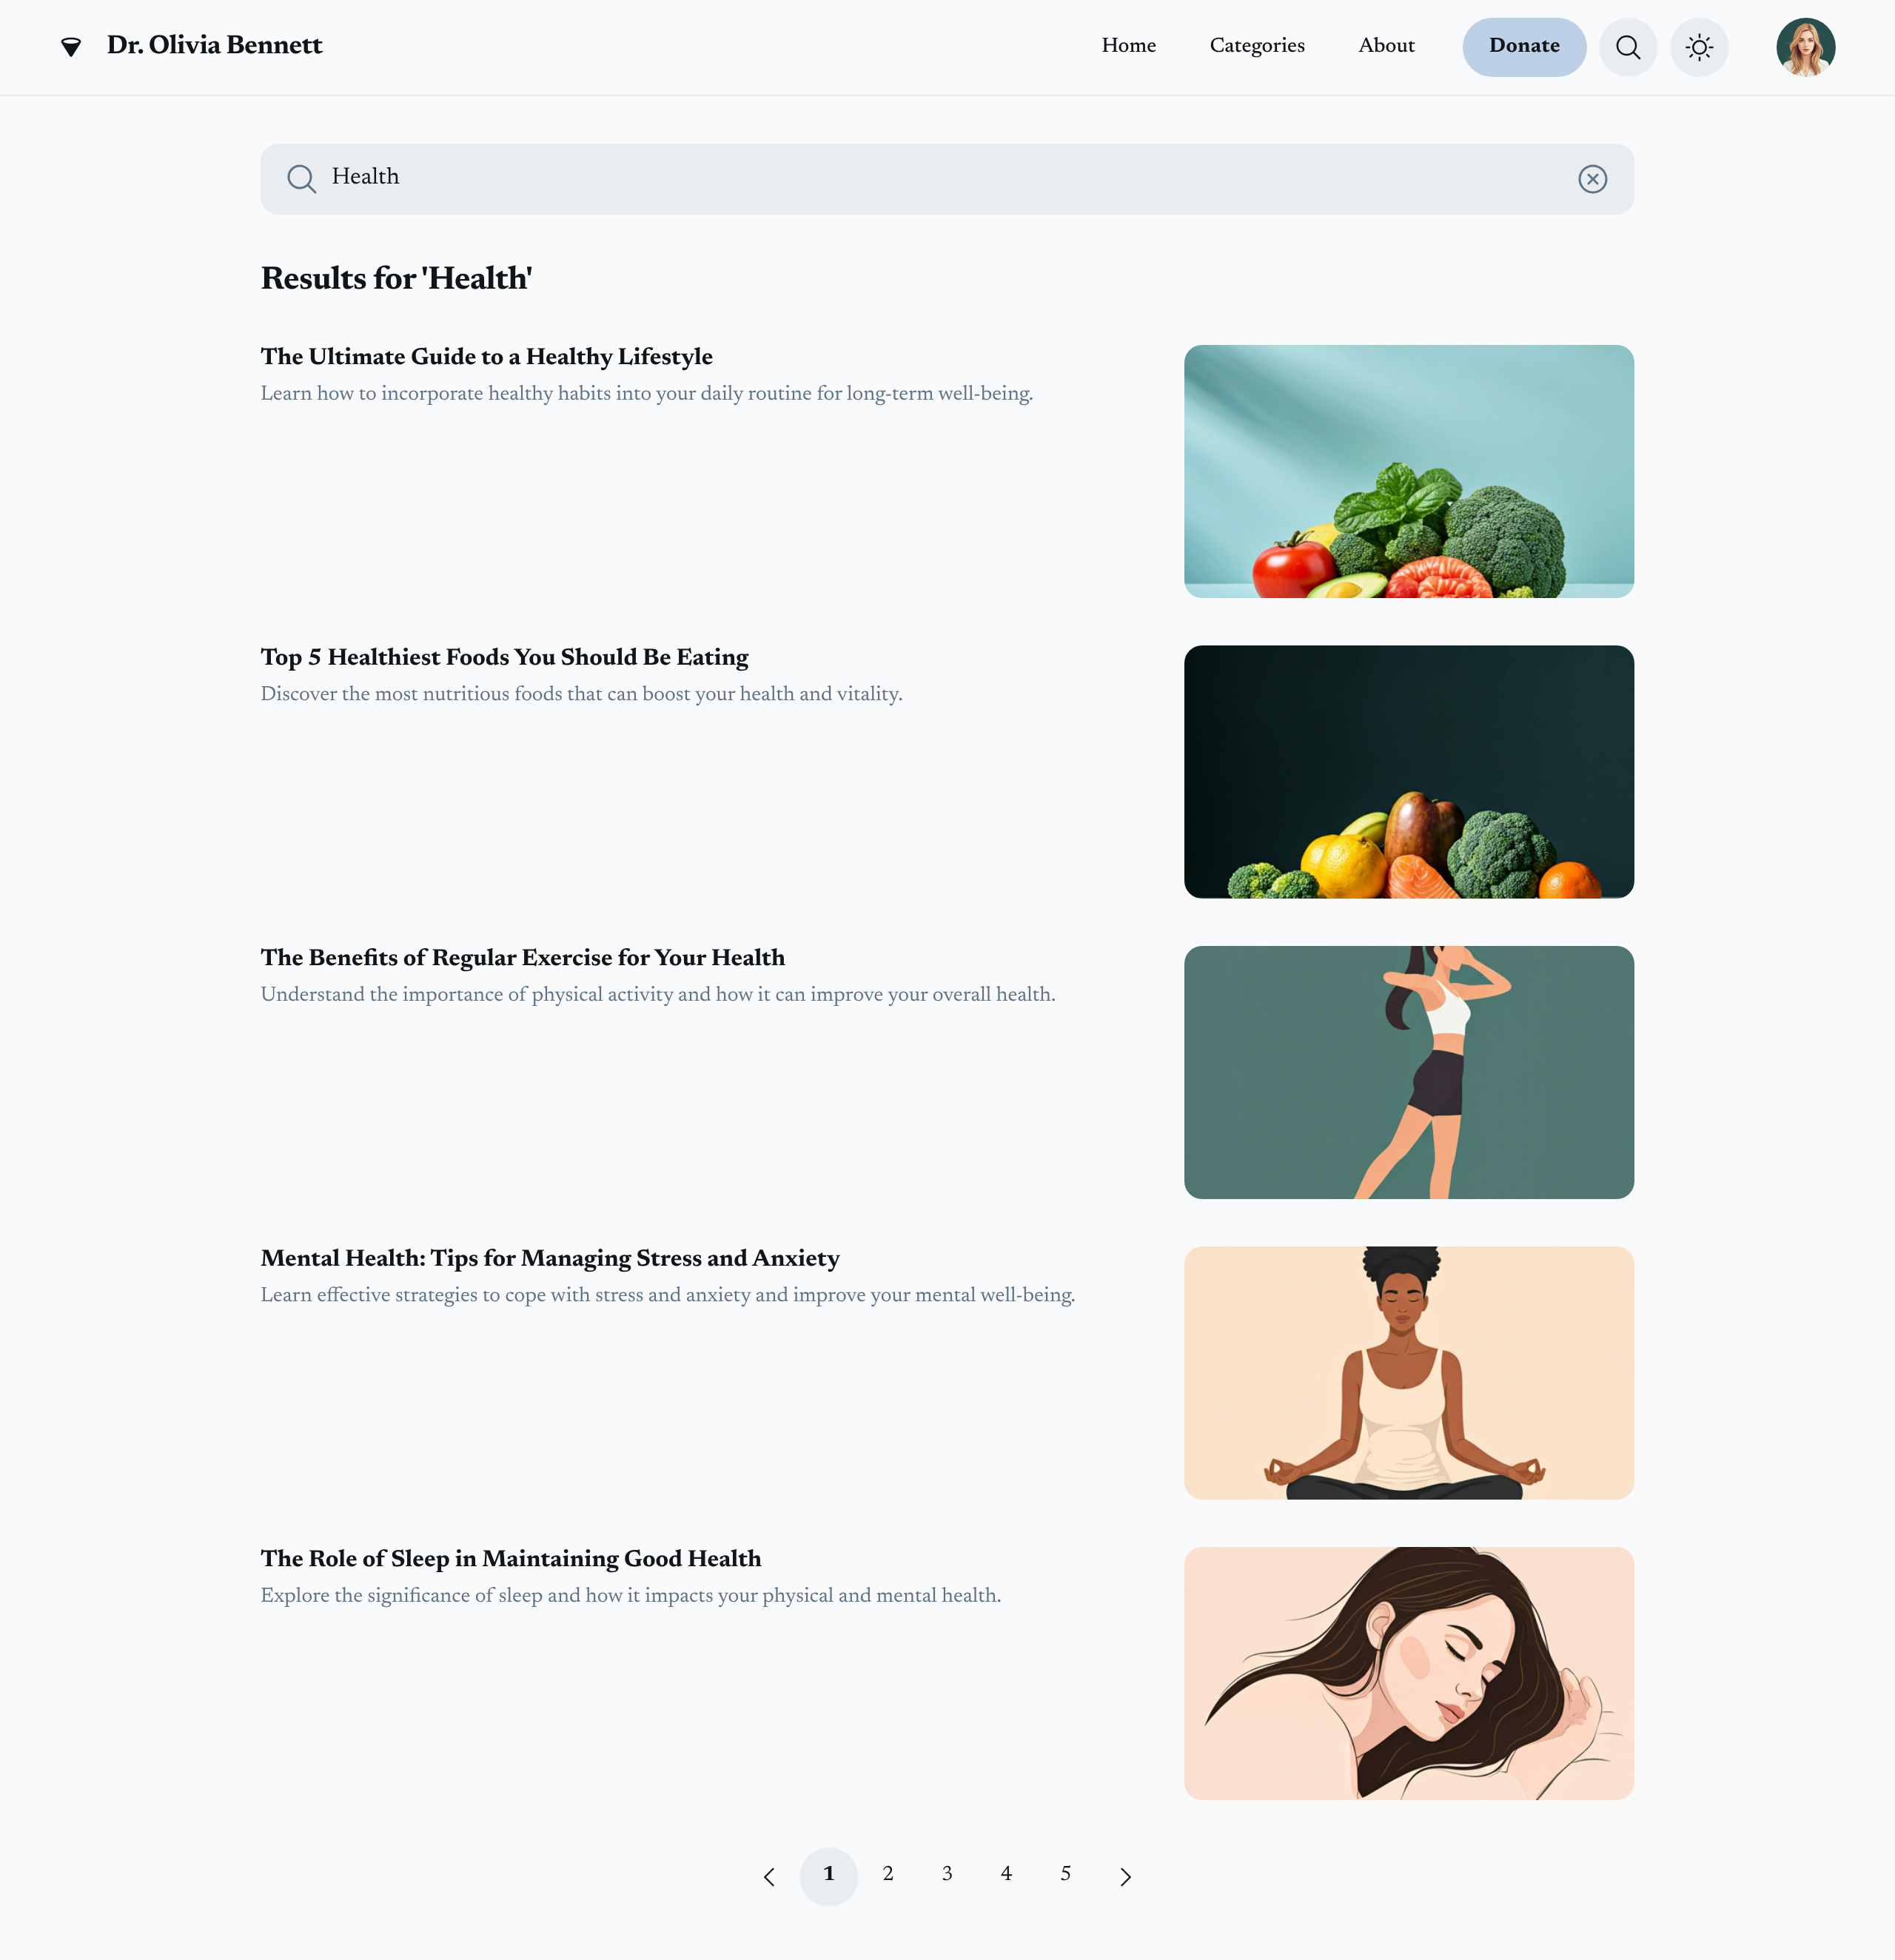 Dr. Olivia Bennett
Home
Categories
About
Donate
Health
Results for 'Health'
The Ultimate Guide to a Healthy Lifestyle
Learn how to incorporate healthy habits into your daily routine for long-term well-being.
Top 5 Healthiest Foods You Should Be Eating
Discover the most nutritious foods that can boost your health and vitality.
The Benefits of Regular Exercise for Your Health
Understand the importance of physical activity and how it can improve your overall health.
Mental Health: Tips for Managing Stress and Anxiety
Learn effective strategies to cope with stress and anxiety and improve your mental well-being.
The Role of Sleep in Maintaining Good Health
Explore the significance of sleep and how it impacts your physical and mental health.
1 2 3 4 5